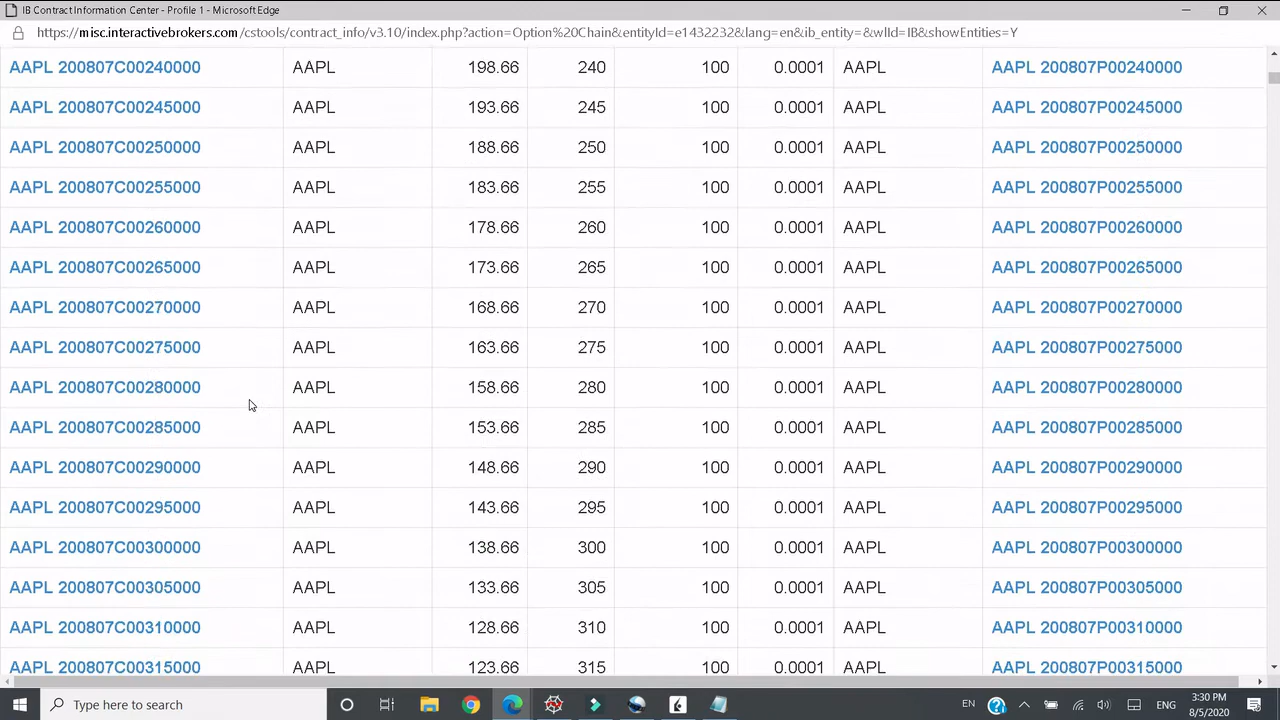 IB Contract Information Center - Profile 1 - Microsoft Edge
https://misc.interactivebrokers.com/cstools/contract_info/v3.10/index.php?action=Option%20Chain&entityId=e1432232&lang=en&ib_entity=&wlId=IB&showEntities=Y
AAPL 200807C00240000 AAPL 198.66 240 100 0.0001 AAPL AAPL 200807P00240000
AAPL 200807C00245000 AAPL 193.66 245 100 0.0001 AAPL AAPL 200807P00245000
AAPL 200807C00250000 AAPL 188.66 250 100 0.0001 AAPL AAPL 200807P00250000
AAPL 200807C00255000 AAPL 183.66 255 100 0.0001 AAPL AAPL 200807P00255000
AAPL 200807C00260000 AAPL 178.66 260 100 0.0001 AAPL AAPL 200807P00260000
AAPL 200807C00265000 AAPL 173.66 265 100 0.0001 AAPL AAPL 200807P00265000
AAPL 200807C00270000 AAPL 168.66 270 100 0.0001 AAPL AAPL 200807P00270000
AAPL 200807C00275000 AAPL 163.66 275 100 0.0001 AAPL AAPL 200807P00275000
AAPL 200807C00280000 AAPL 158.66 280 100 0.0001 AAPL AAPL 200807P00280000
AAPL 200807C00285000 AAPL 153.66 285 100 0.0001 AAPL AAPL 200807P00285000
AAPL 200807C00290000 AAPL 148.66 290 100 0.0001 AAPL AAPL 200807P00290000
AAPL 200807C00295000 AAPL 143.66 295 100 0.0001 AAPL AAPL 200807P00295000
AAPL 200807C00300000 AAPL 138.66 300 100 0.0001 AAPL AAPL 200807P00300000
AAPL 200807C00305000 AAPL 133.66 305 100 0.0001 AAPL AAPL 200807P00305000
AAPL 200807C00310000 AAPL 128.66 310 100 0.0001 AAPL AAPL 200807P00310000
AAPL 200807C00315000 AAPL 123.66 315 100 0.0001 AAPL AAPL 200807P00315000
Type here to search
EN
ENG
3:30 PM
8/5/2020